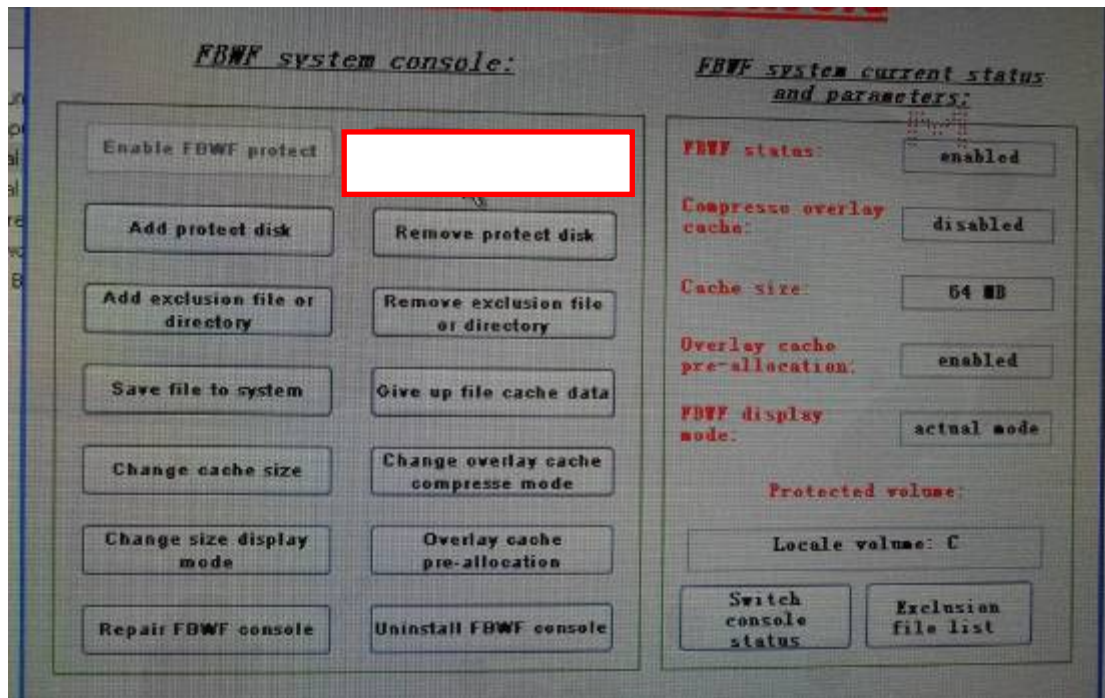 FBWF system console:
Enable FBWF protect
Add protect disk
Remove protect disk
Add exclusion file or
directory
Remove exclusion file
or directory
Save file to system
Give up file cache data
Change cache size
Change overlay cache
compresse mode
Change size display
mode
Overlay cache
pre-allocation
Repair FBWF console
Uninstall FBWF console
FBWF system current status
and parameters:
FBWF status:
enabled
Compresse overlay
cache:
disabled
Cache size:
64 MB
Overlay cache
pre-allocation:
enabled
FBWF display
mode:
actual mode
Protected volume:
Locale volume: C
Switch
console
status
Exclusion
file list